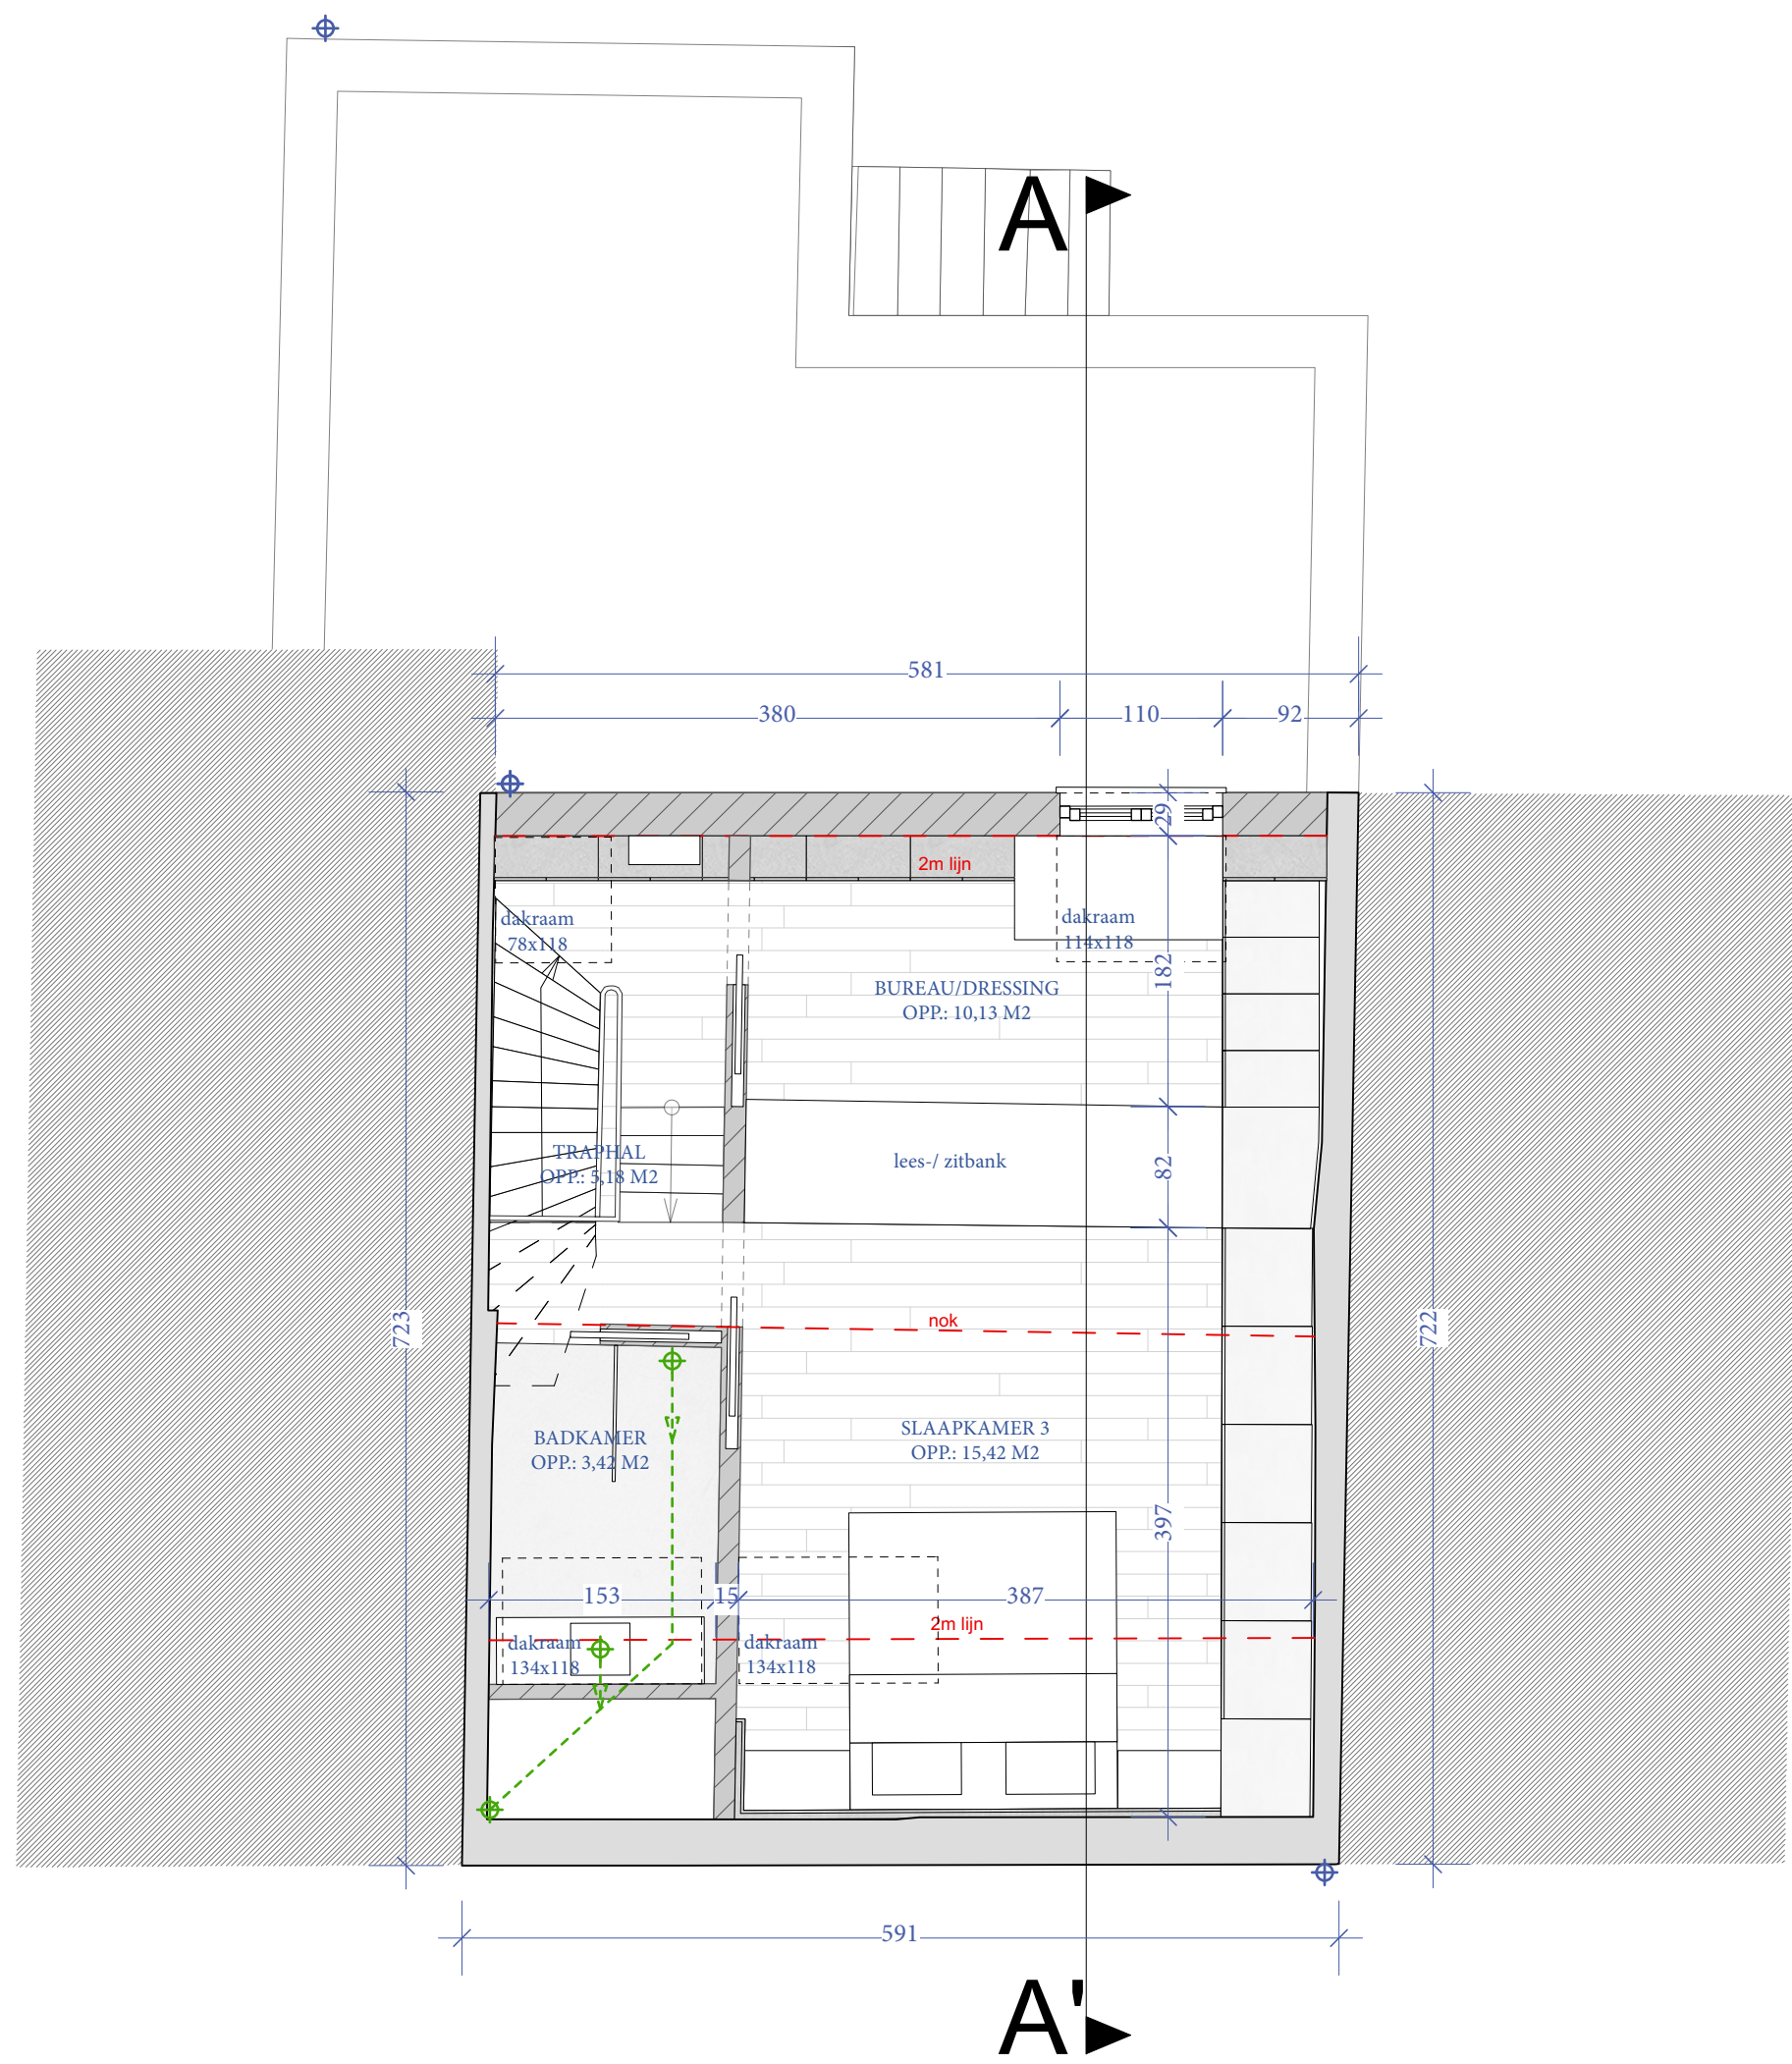 A
581
380
110
92
29
2m lijn
dakraam
78x118
dakraam
114x118
182
BUREAU/DRESSING
OPP.: 10,13 M2
TRAPHAL
OPP.: 5,18 M2
lees-/ zitbank
82
nok
723
722
BADKAMER
OPP.: 3,42 M2
SLAAPKAMER 3
OPP.: 15,42 M2
397
153
15
387
2m lijn
dakraam
134x118
dakraam
134x118
591
A'